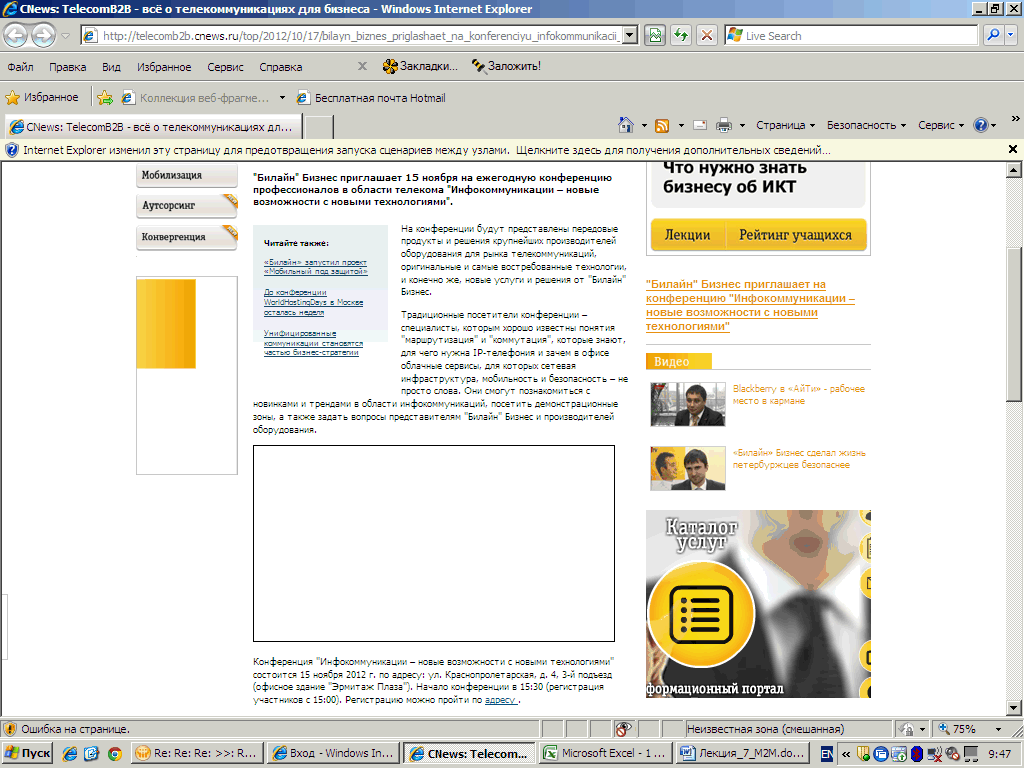 CNews: TelecomB2B - всё о телекоммуникациях для бизнеса - Windows Internet Explorer
http://telecomb2b.cnews.ru/top/2012/10/17/bilayn_biznes_priglashaet_na_konferenciyu_infokommunikacii_
Live Search
Файл Правка Вид Избранное Сервис Справка
Закладки... Заложить!
Избранное Коллекция веб-фрагме... Бесплатная почта Hotmail
CNews: TelecomB2B - всё о телекоммуникациях дл...
Страница Безопасность Сервис
Internet Explorer изменил эту страницу для предотвращения запуска сценариев между узлами. Щелкните здесь для получения дополнительных сведений...
Мобилизация
Аутсорсинг
Конвергенция
"Билайн" Бизнес приглашает 15 ноября на ежегодную конференцию
профессионалов в области телекома "Инфокоммуникации – новые
возможности с новыми технологиями".
Читайте также:
«Билайн» запустил проект
«Мобильный под защитой»
До конференции
WorldHostingDays в Москве
осталась неделя
Унифицированные
коммуникации становятся
частью бизнес-стратегии
На конференции будут представлены передовые
продукты и решения крупнейших производителей
оборудования для рынка телекоммуникаций,
оригинальные и самые востребованные технологии,
и конечно же, новые услуги и решения от "Билайн"
Бизнес.
Традиционные посетители конференции –
специалисты, которым хорошо известны понятия
"маршрутизация" и "коммутация", которые знают,
для чего нужна IP-телефония и зачем в офисе
облачные сервисы, для которых сетевая
инфраструктура, мобильность и безопасность – не
просто слова. Они смогут познакомиться с
новинками и трендами в области инфокоммуникаций, посетить демонстрационные
зоны, а также задать вопросы представителям "Билайн" Бизнес и производителей
оборудования.
Конференция "Инфокоммуникации – новые возможности с новыми технологиями"
состоится 15 ноября 2012 г. по адресу: ул. Краснопролетарская, д. 4, 3-й подъезд
(офисное здание "Эрмитаж Плаза"). Начало конференции в 15:30 (регистрация
участников с 15:00). Регистрацию можно пройти по адресу .
Что нужно знать
бизнесу об ИКТ
Лекции Рейтинг учащихся
"Билайн" Бизнес приглашает на
конференцию "Инфокоммуникации –
новые возможности с новыми
технологиями"
Видео
Blackberry в «АйТи» - рабочее
место в кармане
«Билайн» Бизнес сделал жизнь
петербуржцев безопаснее
Каталог
услуг
формационный портал
Ошибка на странице.
Неизвестная зона (смешанная)
75%
Пуск
Re: Re: Re: >>: R...
Вход - Windows In...
CNews: Telecom...
Microsoft Excel - 1 ...
Лекция_7_M2M.do...
EN
9:47